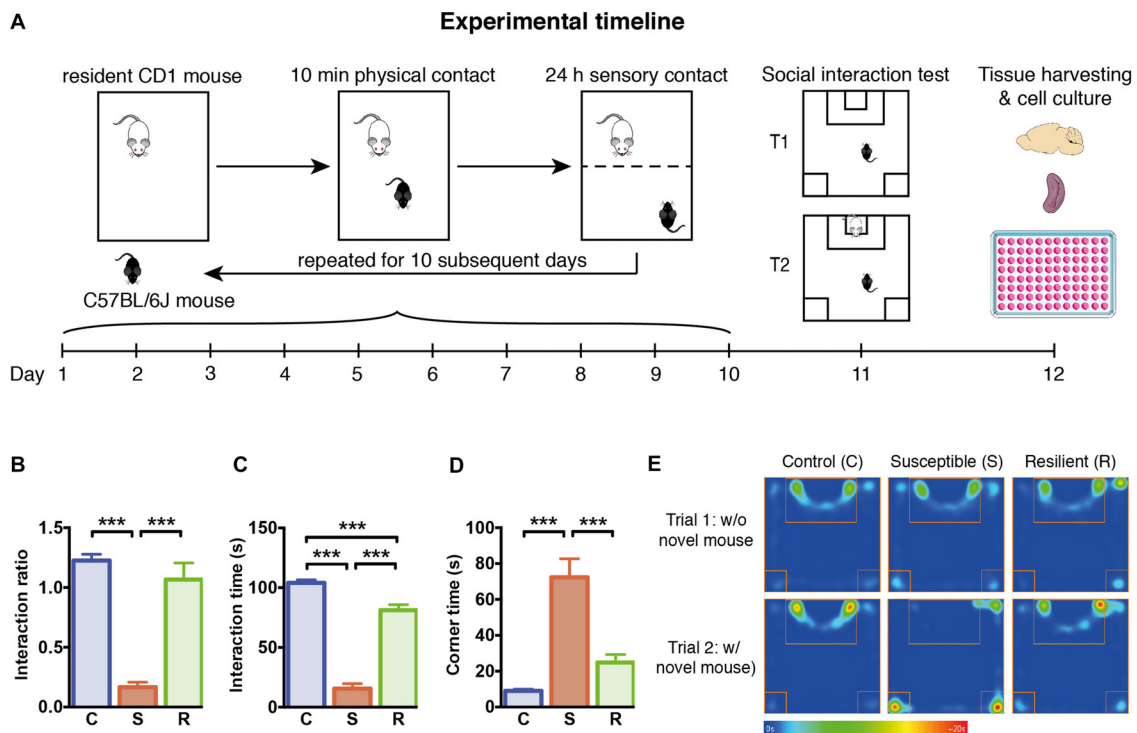 A
Experimental timeline
resident CD1 mouse
10 min physical contact
24 h sensory contact
Social interaction test
Tissue harvesting
& cell culture
T1
T2
C57BL/6J mouse
repeated for 10 subsequent days
Day 1 2 3 4 5 6 7 8 9 10 11 12
B
Interaction ratio
1.5
1.0
0.5
0.0
*** ***
C S R
C
Interaction time (s)
150
100
50
0
***
*** ***
C S R
D
Corner time (s)
100
80
60
40
20
0
*** ***
C S R
E
Control (C) Susceptible (S) Resilient (R)
Trial 1: w/o
novel mouse
Trial 2: w/
novel mouse)
0s ~20s